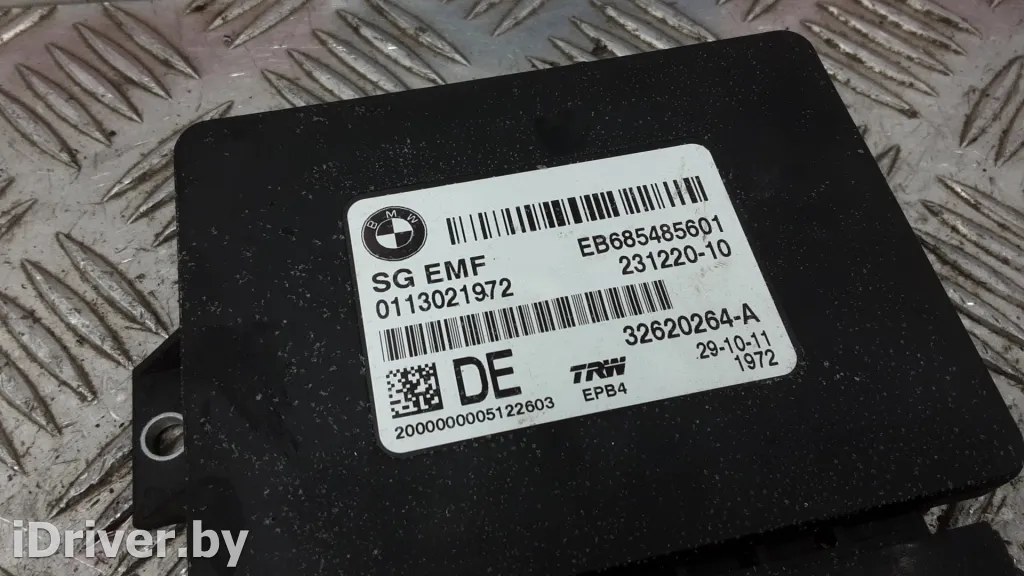 BMW
EB685485601
SG EMF
231220-10
0113021972
32620264-A
29-10-11
1972
DE
TRW
EPB4
2000000005122603
iDriver.by